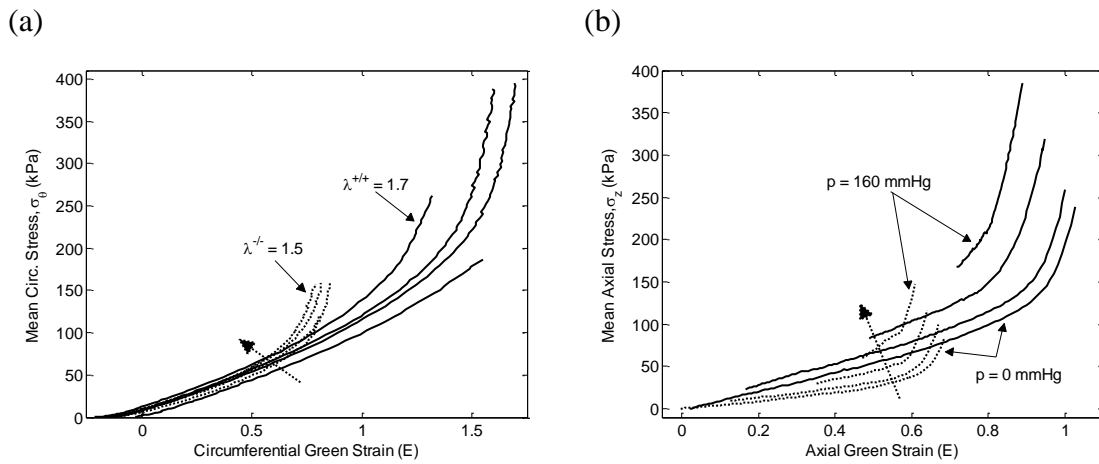 (a)
(b)
400
350
300
250
200
150
100
50
0
Mean Circ. Stress, σθ (kPa)
λ+/+ = 1.7
λ-/- = 1.5
0
0.5
1
1.5
Circumferential Green Strain (E)
400
350
300
250
200
150
100
50
0
Mean Axial Stress,σz (kPa)
p = 160 mmHg
p = 0 mmHg
0
0.2
0.4
0.6
0.8
1
Axial Green Strain (E)